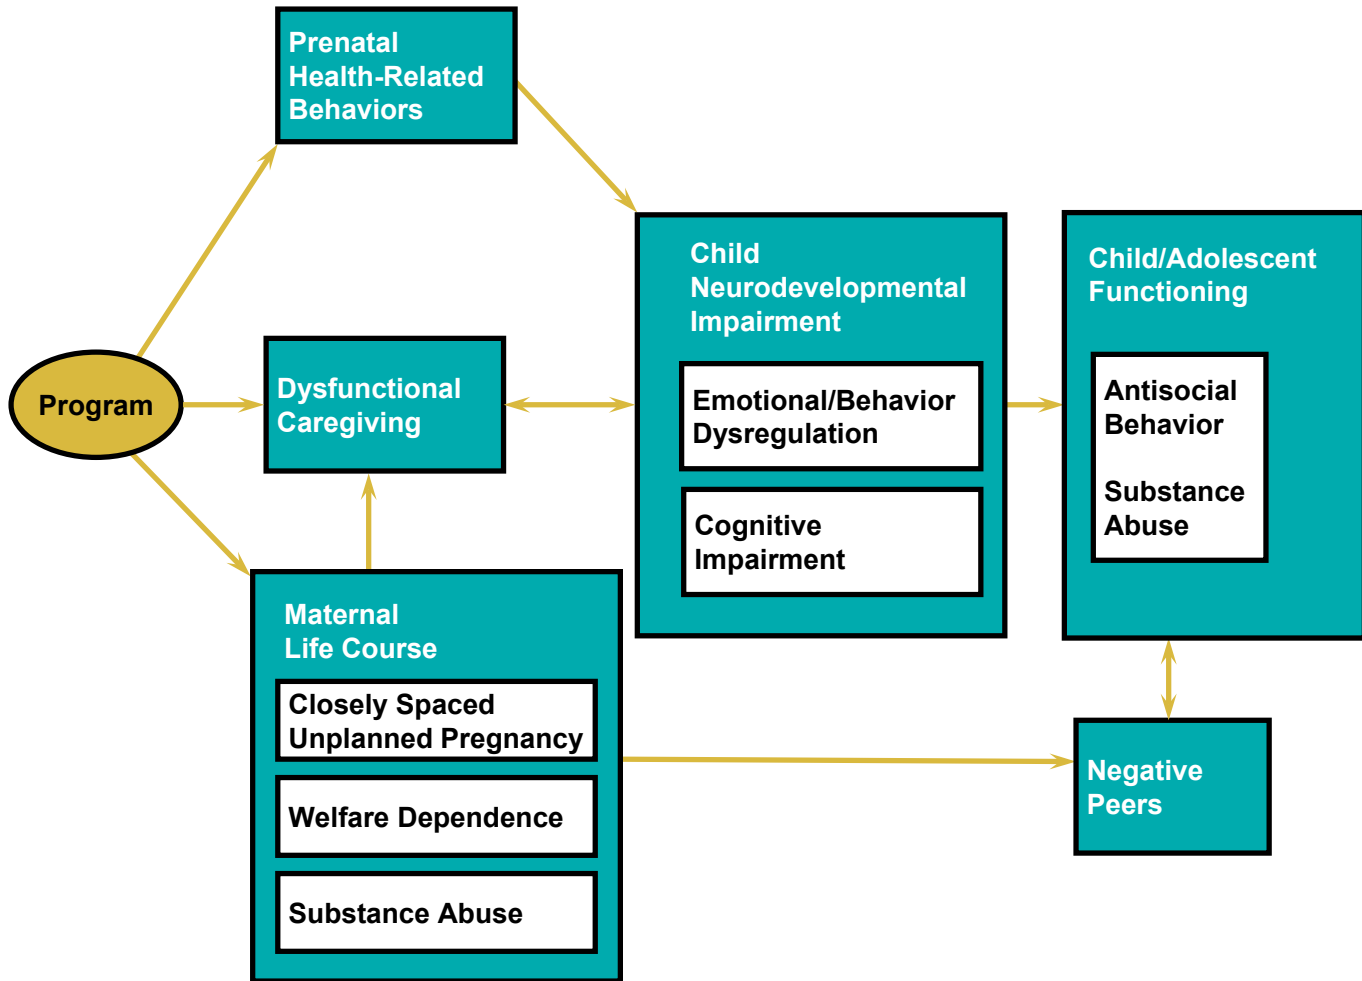 Prenatal
Health-Related
Behaviors
Child
Neurodevelopmental
Impairment
Child/Adolescent
Functioning
Program
Dysfunctional
Caregiving
Emotional/Behavior
Dysregulation
Antisocial
Behavior
Substance
Abuse
Cognitive
Impairment
Maternal
Life Course
Closely Spaced
Unplanned Pregnancy
Welfare Dependence
Substance Abuse
Negative
Peers